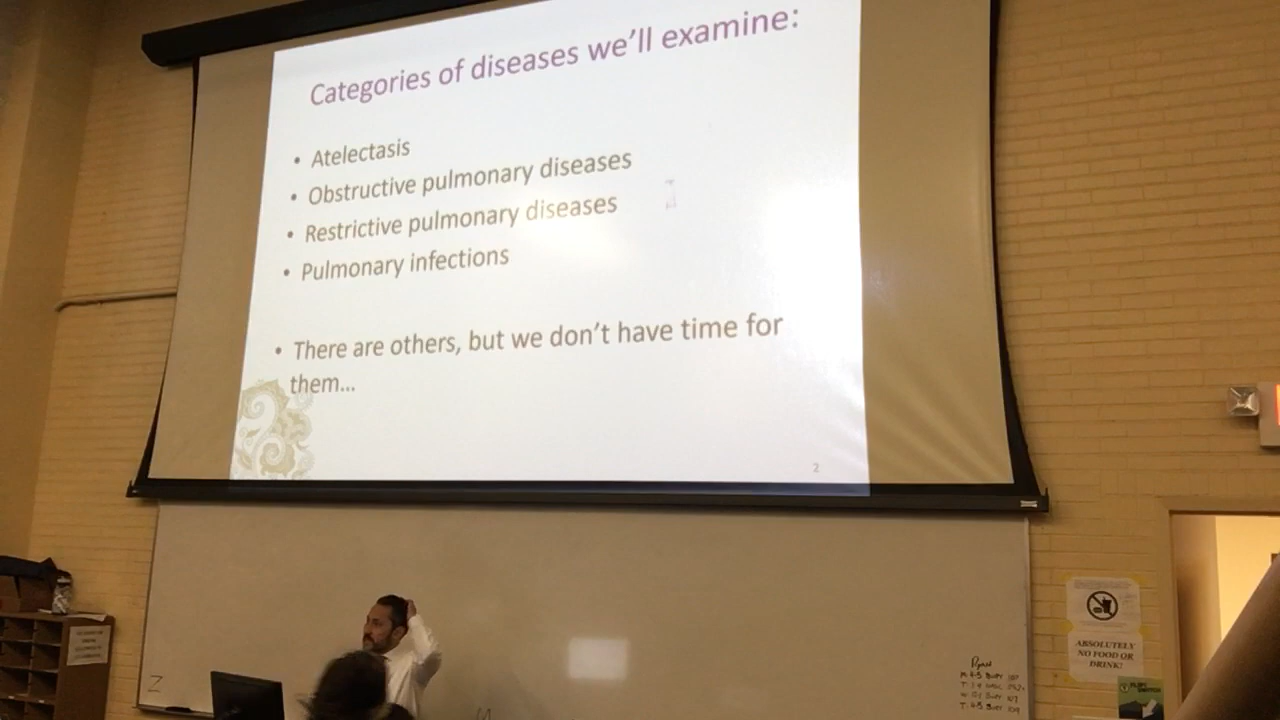 Categories of diseases we'll examine:
• Atelectasis
• Obstructive pulmonary diseases
• Restrictive pulmonary diseases
• Pulmonary infections
• There are others, but we don't have time for
them...
2
ABSOLUTELY
NO FOOD OR
DRINK!
Z
Ryan